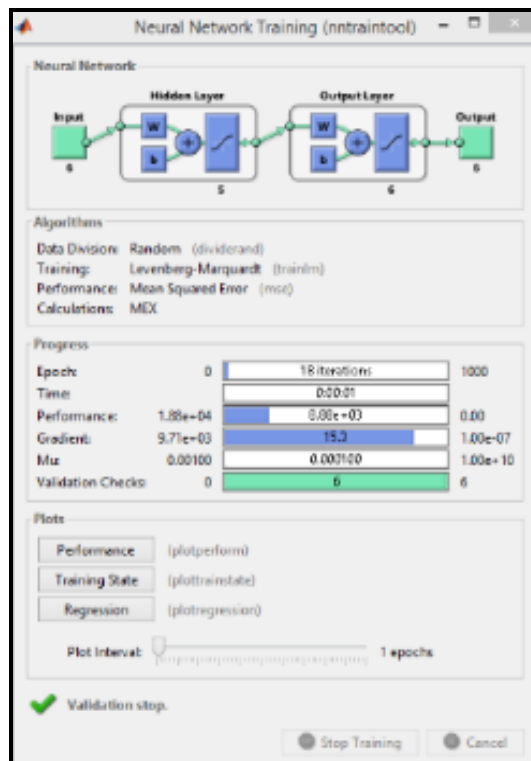 Neural Network Training (nntraintool)
Neural Network
Hidden Layer
Output Layer
Input
W
b
+
W
b
+
Output
6
5
6
6
Algorithms
Data Division: Random (dividerand)
Training: Levenberg-Marquardt (trainlm)
Performance: Mean Squared Error (mse)
Calculations: MEX
Progress
Epoch: 0 18 iterations 1000
Time: 0:00:01
Performance: 1.88e+04 0.00
Gradient: 9.71e+03 15.3 1.00e-07
Mu: 0.00100 0.000100 1.00e+10
Validation Checks: 0 6 6
Plots
Performance (plotperform)
Training State (plottrainstate)
Regression (plotregression)
Plot Interval: 1 epochs
Validation stop.
Stop Training Cancel